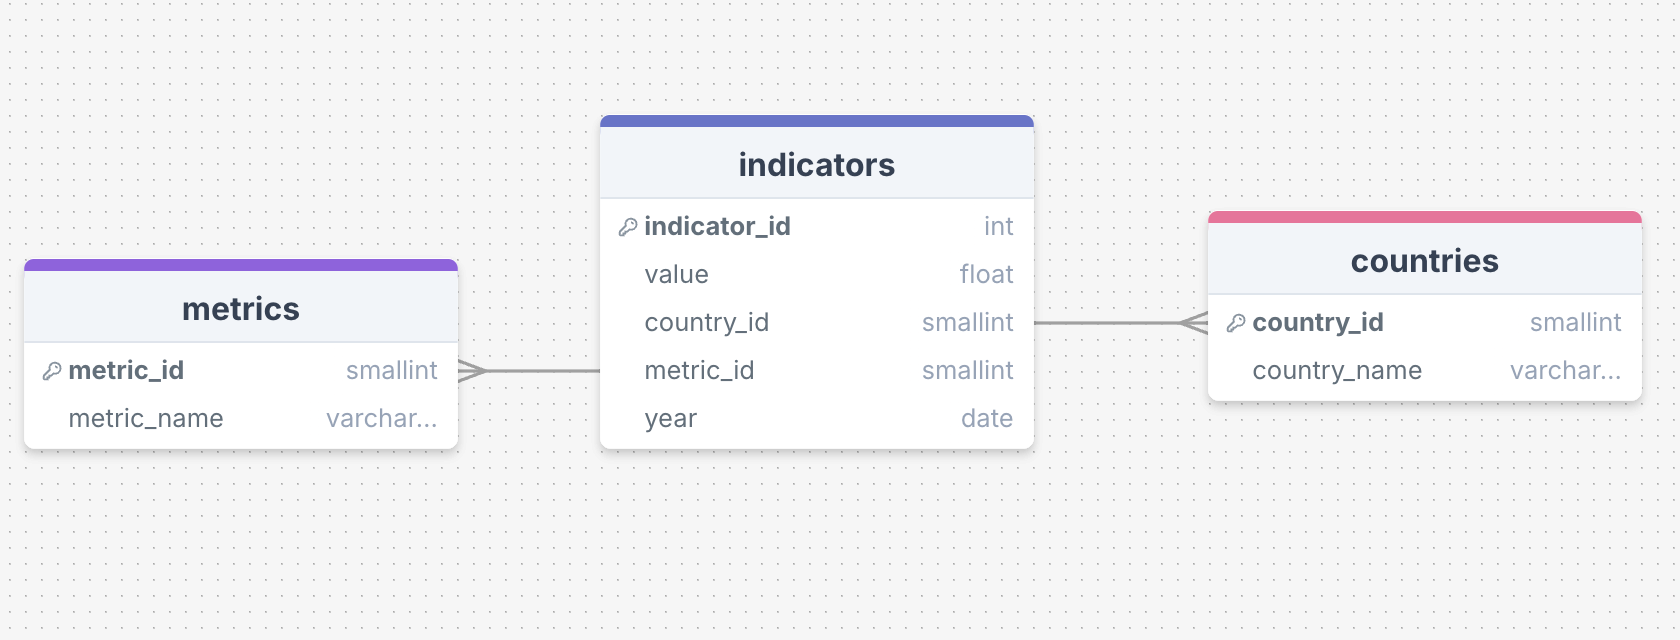 metrics
metric_id smallint
metric_name varchar...
indicators
indicator_id int
value float
country_id smallint
metric_id smallint
year date
countries
country_id smallint
country_name varchar...